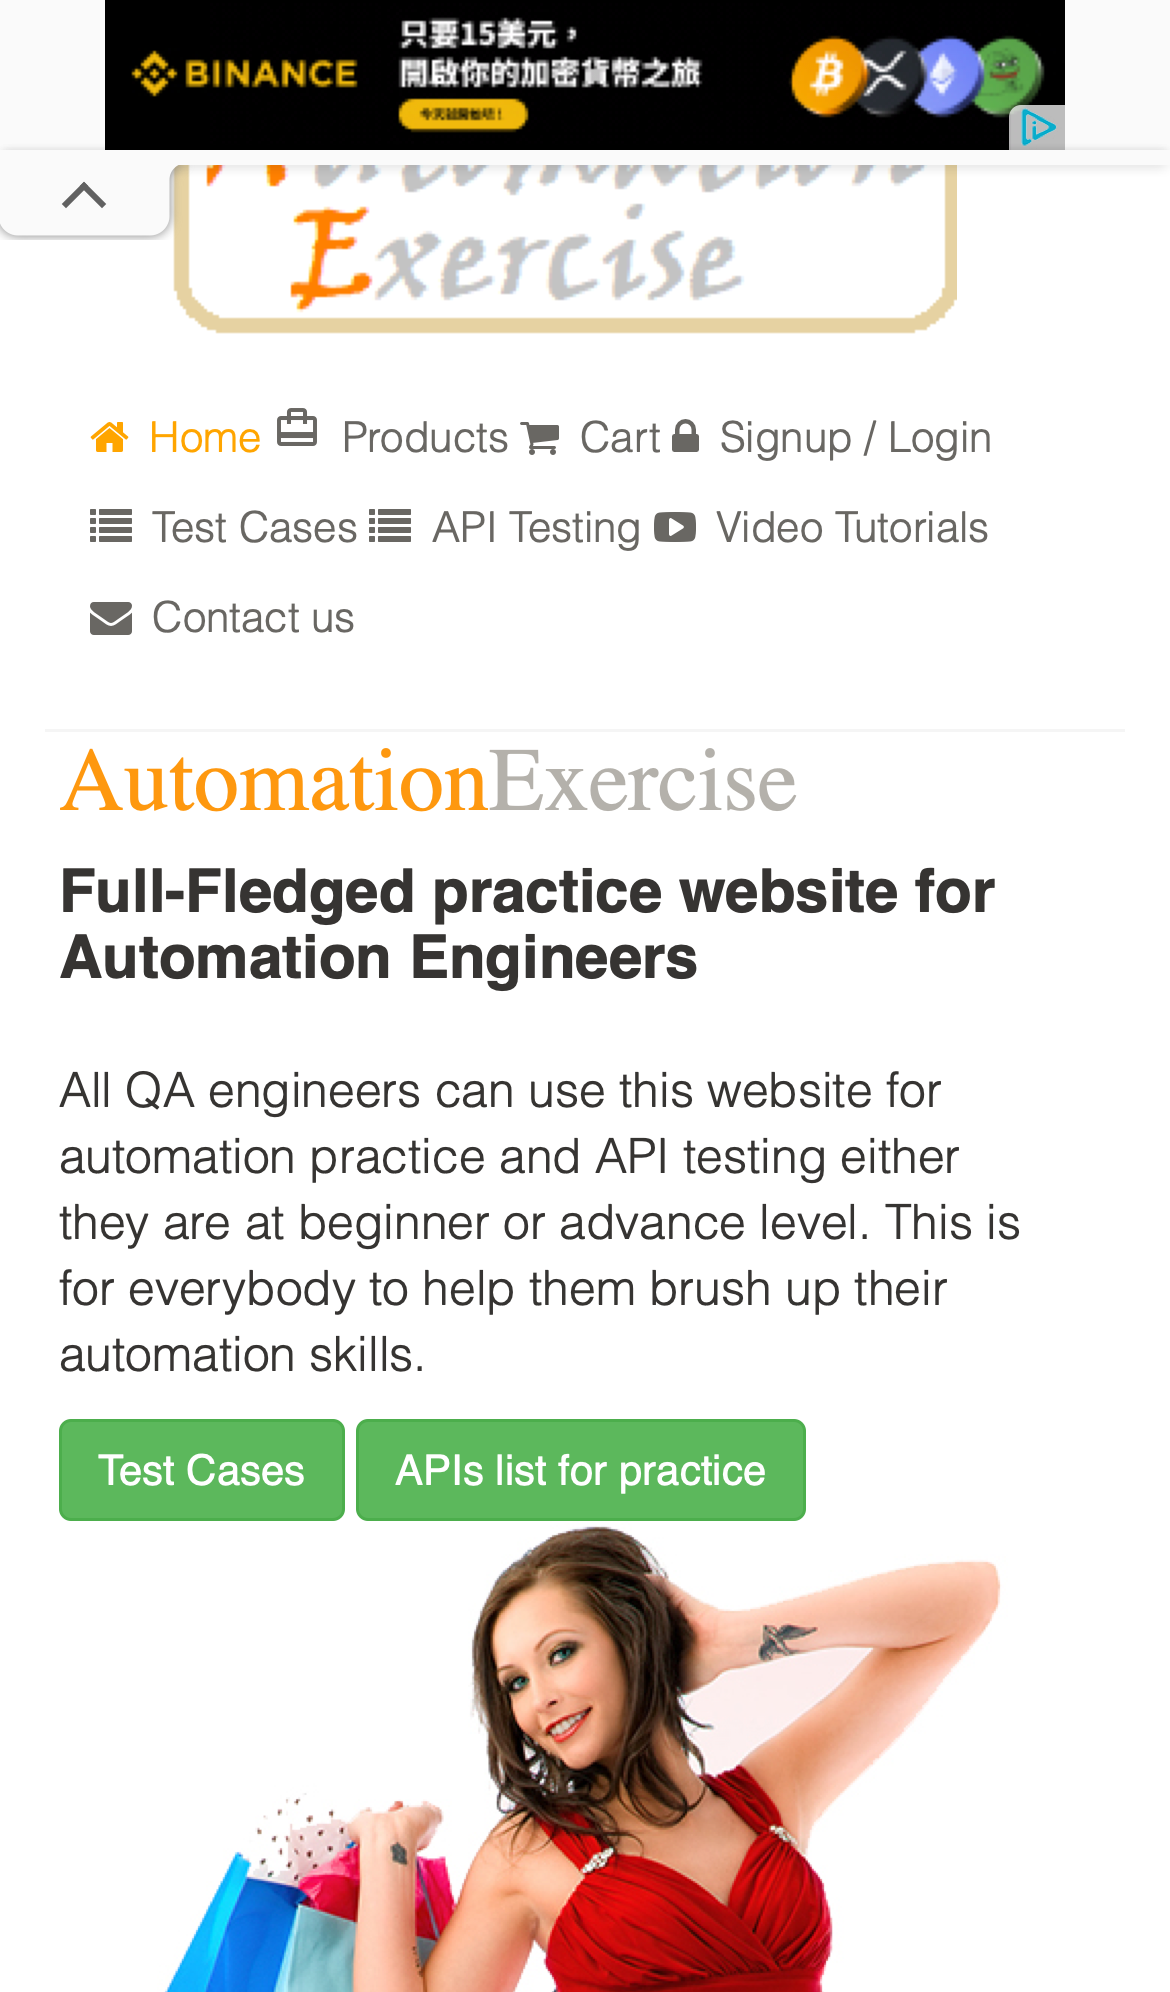 BINANCE
只要15美元，
開啟你的加密貨幣之旅
Automation
Exercise
Home Products Cart Signup / Login
Test Cases API Testing Video Tutorials
Contact us
AutomationExercise
Full-Fledged practice website for
Automation Engineers
All QA engineers can use this website for
automation practice and API testing either
they are at beginner or advance level. This is
for everybody to help them brush up their
automation skills.
Test Cases APIs list for practice